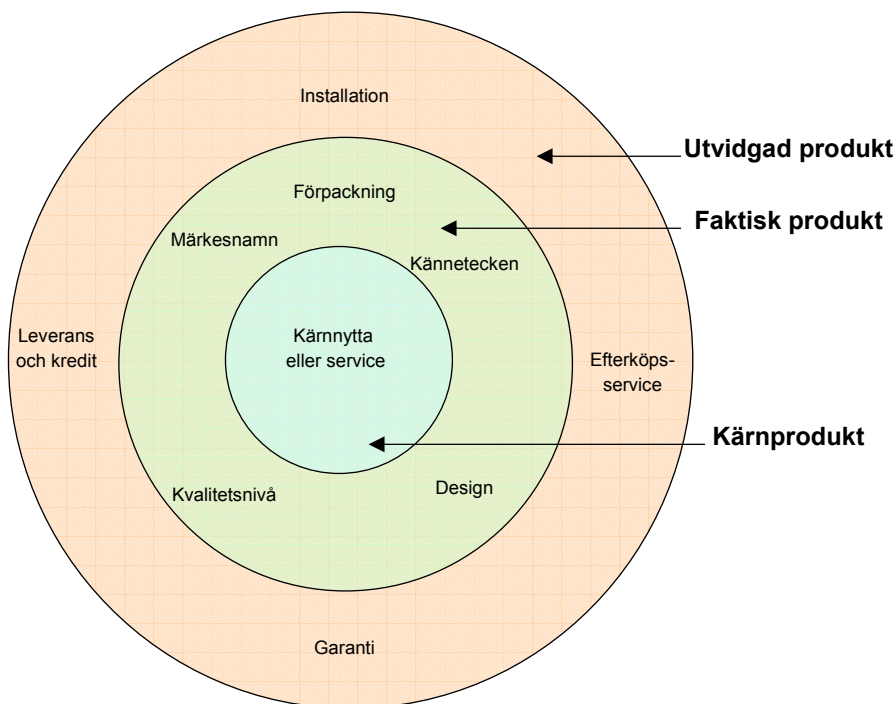 Installation
Utvidgad produkt
Förpackning
Faktisk produkt
Märkesnamn
Kännetecken
Leverans
och kredit
Kärnnytta
eller service
Efterköps-
service
Kärnprodukt
Kvalitetsnivå
Design
Garanti